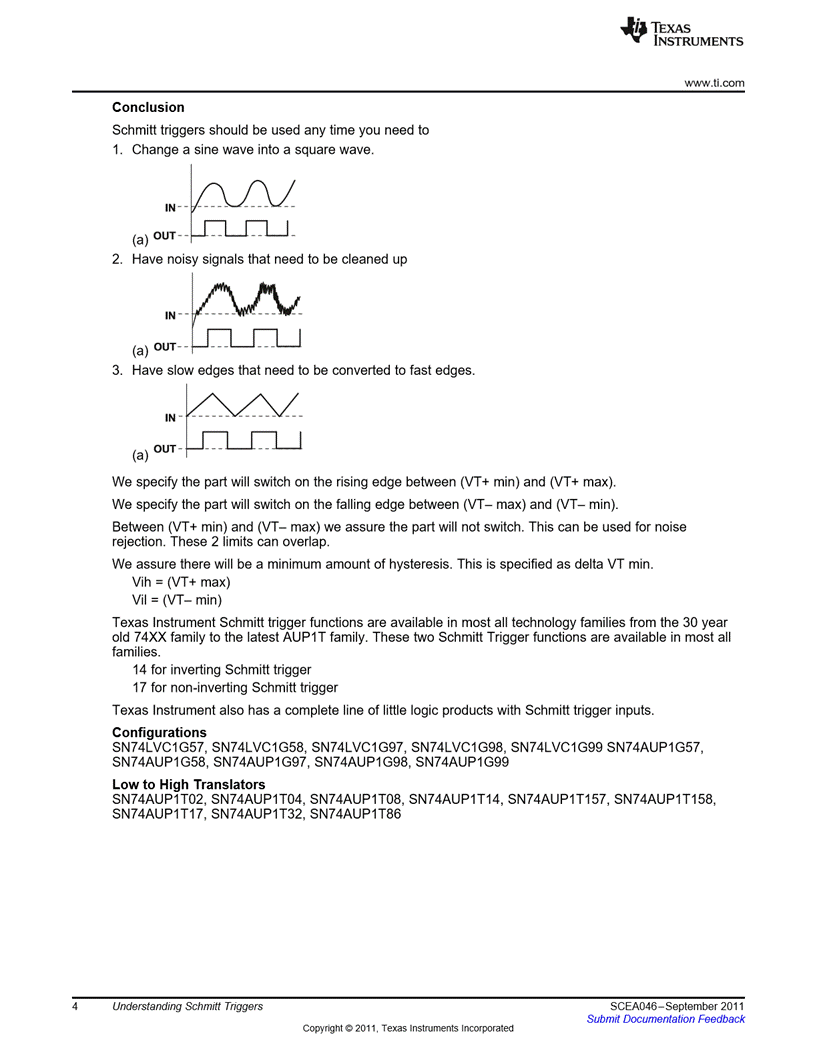 TEXAS
INSTRUMENTS
www.ti.com
Conclusion
Schmitt triggers should be used any time you need to
1. Change a sine wave into a square wave.
IN
(a) OUT
2. Have noisy signals that need to be cleaned up
IN
(a) OUT
3. Have slow edges that need to be converted to fast edges.
IN
(a) OUT
We specify the part will switch on the rising edge between (VT+ min) and (VT+ max).
We specify the part will switch on the falling edge between (VT– max) and (VT– min).
Between (VT+ min) and (VT– max) we assure the part will not switch. This can be used for noise
rejection. These 2 limits can overlap.
We assure there will be a minimum amount of hysteresis. This is specified as delta VT min.
Vih = (VT+ max)
Vil = (VT– min)
Texas Instrument Schmitt trigger functions are available in most all technology families from the 30 year
old 74XX family to the latest AUP1T family. These two Schmitt Trigger functions are available in most all
families.
14 for inverting Schmitt trigger
17 for non-inverting Schmitt trigger
Texas Instrument also has a complete line of little logic products with Schmitt trigger inputs.
Configurations
SN74LVC1G57, SN74LVC1G58, SN74LVC1G97, SN74LVC1G98, SN74LVC1G99 SN74AUP1G57,
SN74AUP1G58, SN74AUP1G97, SN74AUP1G98, SN74AUP1G99
Low to High Translators
SN74AUP1T02, SN74AUP1T04, SN74AUP1T08, SN74AUP1T14, SN74AUP1T157, SN74AUP1T158,
SN74AUP1T17, SN74AUP1T32, SN74AUP1T86
4 Understanding Schmitt Triggers SCEA046–September 2011
Submit Documentation Feedback
Copyright © 2011, Texas Instruments Incorporated